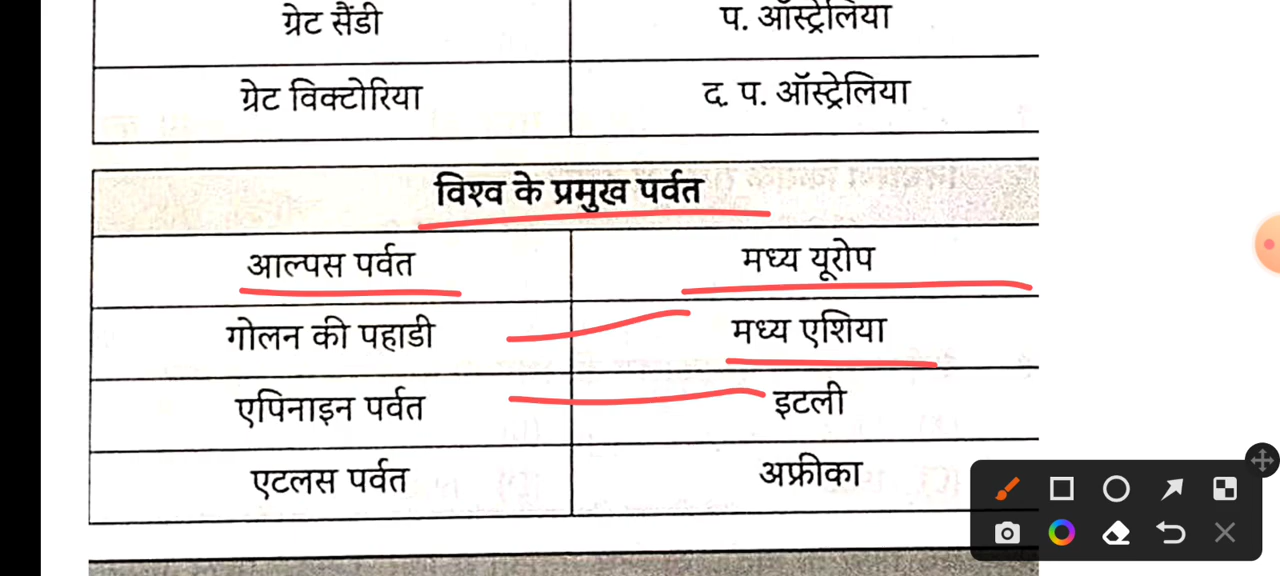 ग्रेट सैंडी प. ऑस्ट्रेलिया
ग्रेट विक्टोरिया द. प. ऑस्ट्रेलिया
विश्व के प्रमुख पर्वत
आल्पस पर्वत मध्य यूरोप
गोलन की पहाडी मध्य एशिया
एपिनाइन पर्वत इटली
एटलस पर्वत अफ्रीका